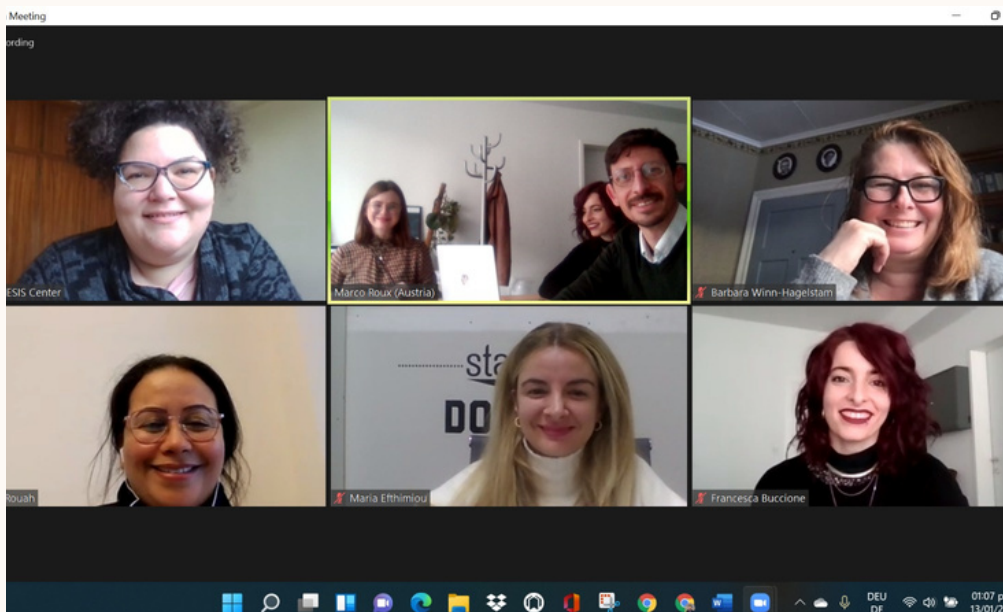 Meeting
ording
ESIS Center
Marco Roux (Austria)
Barbara Winn-Hagelstam
sta
DO
Rouah
Maria Efthimiou
Francesca Buccione
DEU
DE
01:07
13/01/2